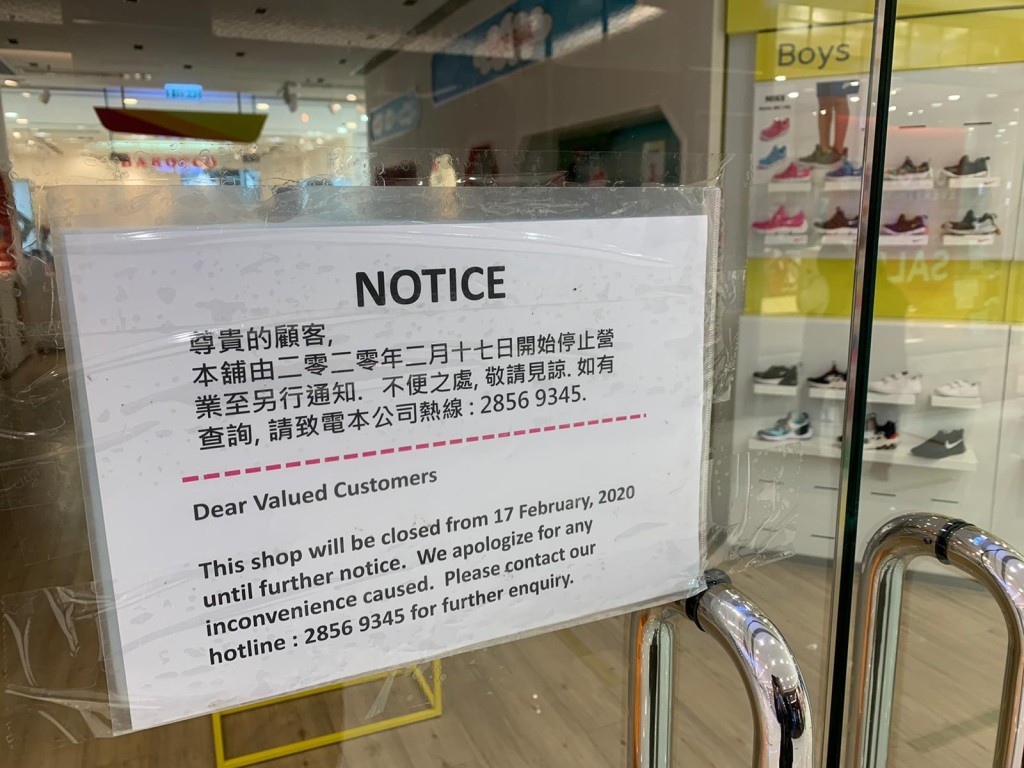 NOTICE
尊貴的顧客,
本舖由二零二零年二月十七日開始停止營
業至另行通知. 不便之處, 敬請見諒. 如有
查詢, 請致電本公司熱線 : 2856 9345.
Dear Valued Customers
This shop will be closed from 17 February, 2020
until further notice. We apologize for any
inconvenience caused. Please contact our
hotline : 2856 9345 for further enquiry.
Boys
NIKE